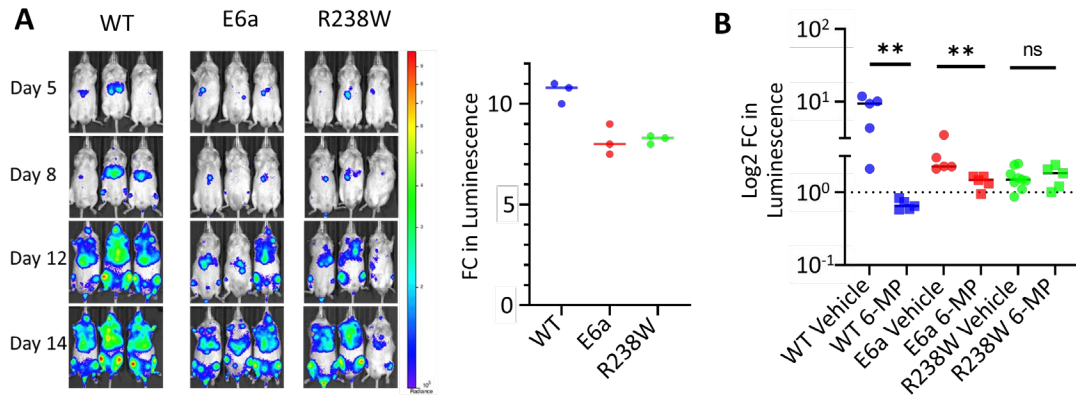 A
WT
E6a
R238W
Day 5
Day 8
Day 12
Day 14
Radiance
FC in Luminescence
10
5
0
WT
E6a
R238W
B
Log2 FC in
Luminescence
10²
10¹
10⁰
10⁻¹
**
**
ns
WT Vehicle
WT 6-MP
E6a Vehicle
E6a 6-MP
R238W Vehicle
R238W 6-MP